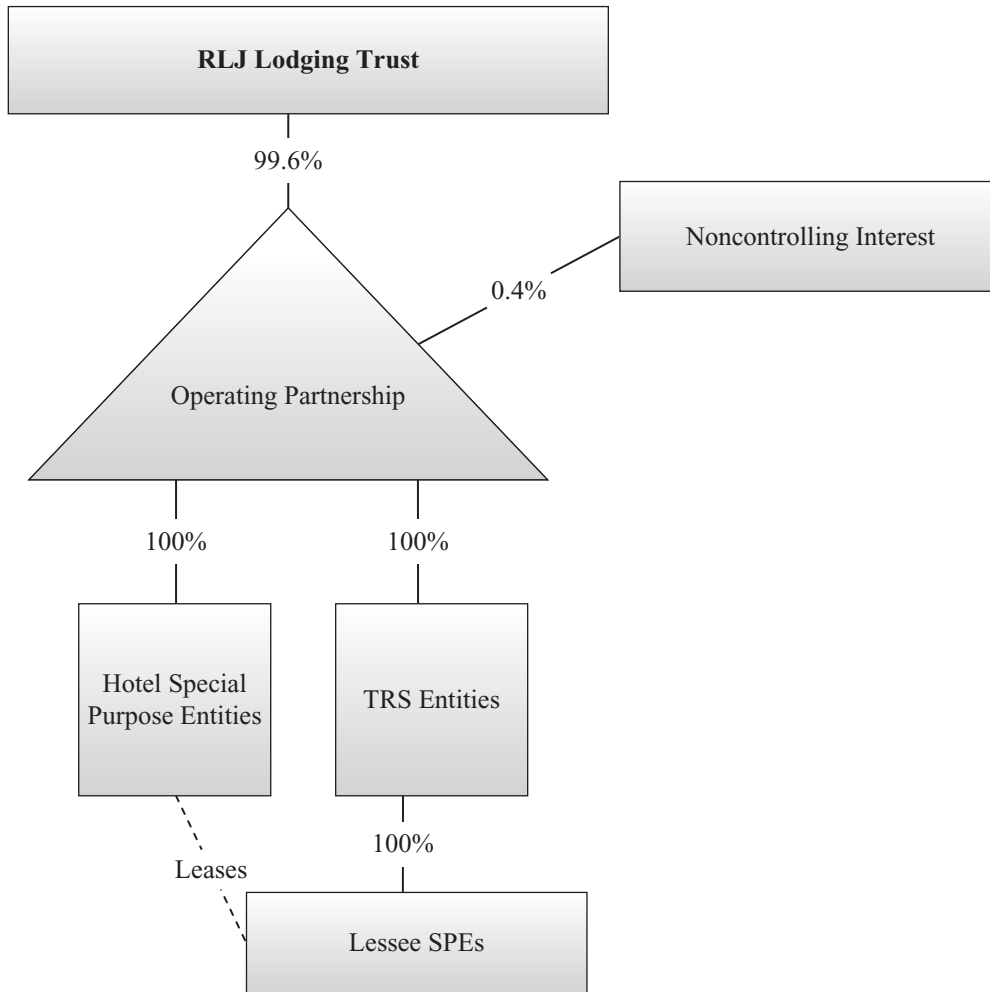 RLJ Lodging Trust
99.6%
Noncontrolling Interest
0.4%
Operating Partnership
100%
100%
Hotel Special
Purpose Entities
TRS Entities
100%
Leases
Lessee SPEs